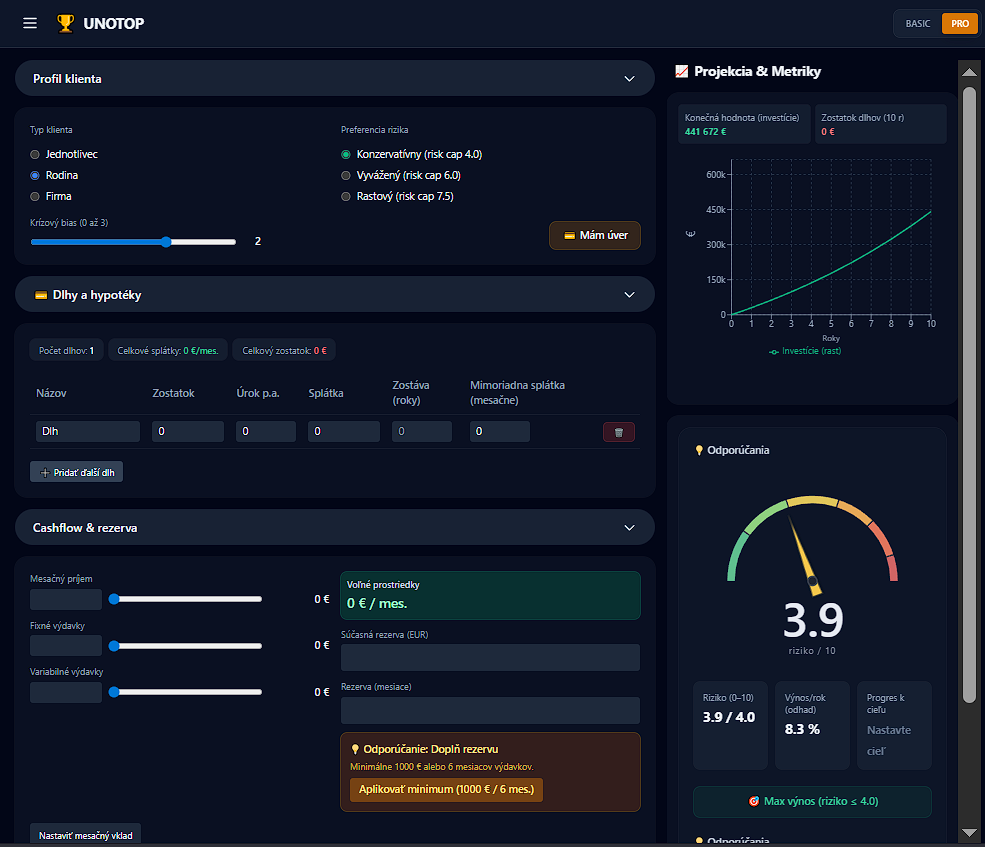 UNOTOP
BASIC
PRO
Profil klienta
Typ klienta
Jednotlivec
Rodina
Firma
Krízový bias (0 až 3)
2
Preferencia rizika
Konzervatívny (risk cap 4.0)
Vyvážený (risk cap 6.0)
Rastový (risk cap 7.5)
Mám úver
Dlhy a hypotéky
Počet dlhov: 1
Celkové splátky: 0 €/mes.
Celkový zostatok: 0 €
Názov
Zostatok
Úrok p.a.
Splátka
Zostáva
(roky)
Mimoriadna splátka
(mesačne)
Dlh
0
0
0
0
0
Pridať ďalší dlh
Cashflow & rezerva
Mesačný príjem
0 €
Fixné výdavky
0 €
Variabilné výdavky
0 €
Voľné prostriedky
0 € / mes.
Súčasná rezerva (EUR)
Rezerva (mesiace)
Odporúčanie: Doplň rezervu
Minimálne 1000 € alebo 6 mesiacov výdavkov.
Aplikovať minimum (1000 € / 6 mes.)
Nastaviť mesačný vklad
Projekcia & Metriky
Konečná hodnota (investície)
441 672 €
Zostatok dlhov (10 r)
0 €
600k
450k
300k
150k
0
€
0 1 2 3 4 5 6 7 8 9 10
Roky
Investície (rast)
Odporúčania
3.9
riziko / 10
Riziko (0–10)
3.9 / 4.0
Výnos/rok
(odhad)
8.3 %
Progres k
cieľu
Nastavte
cieľ
Max výnos (riziko ≤ 4.0)
Odporúčania